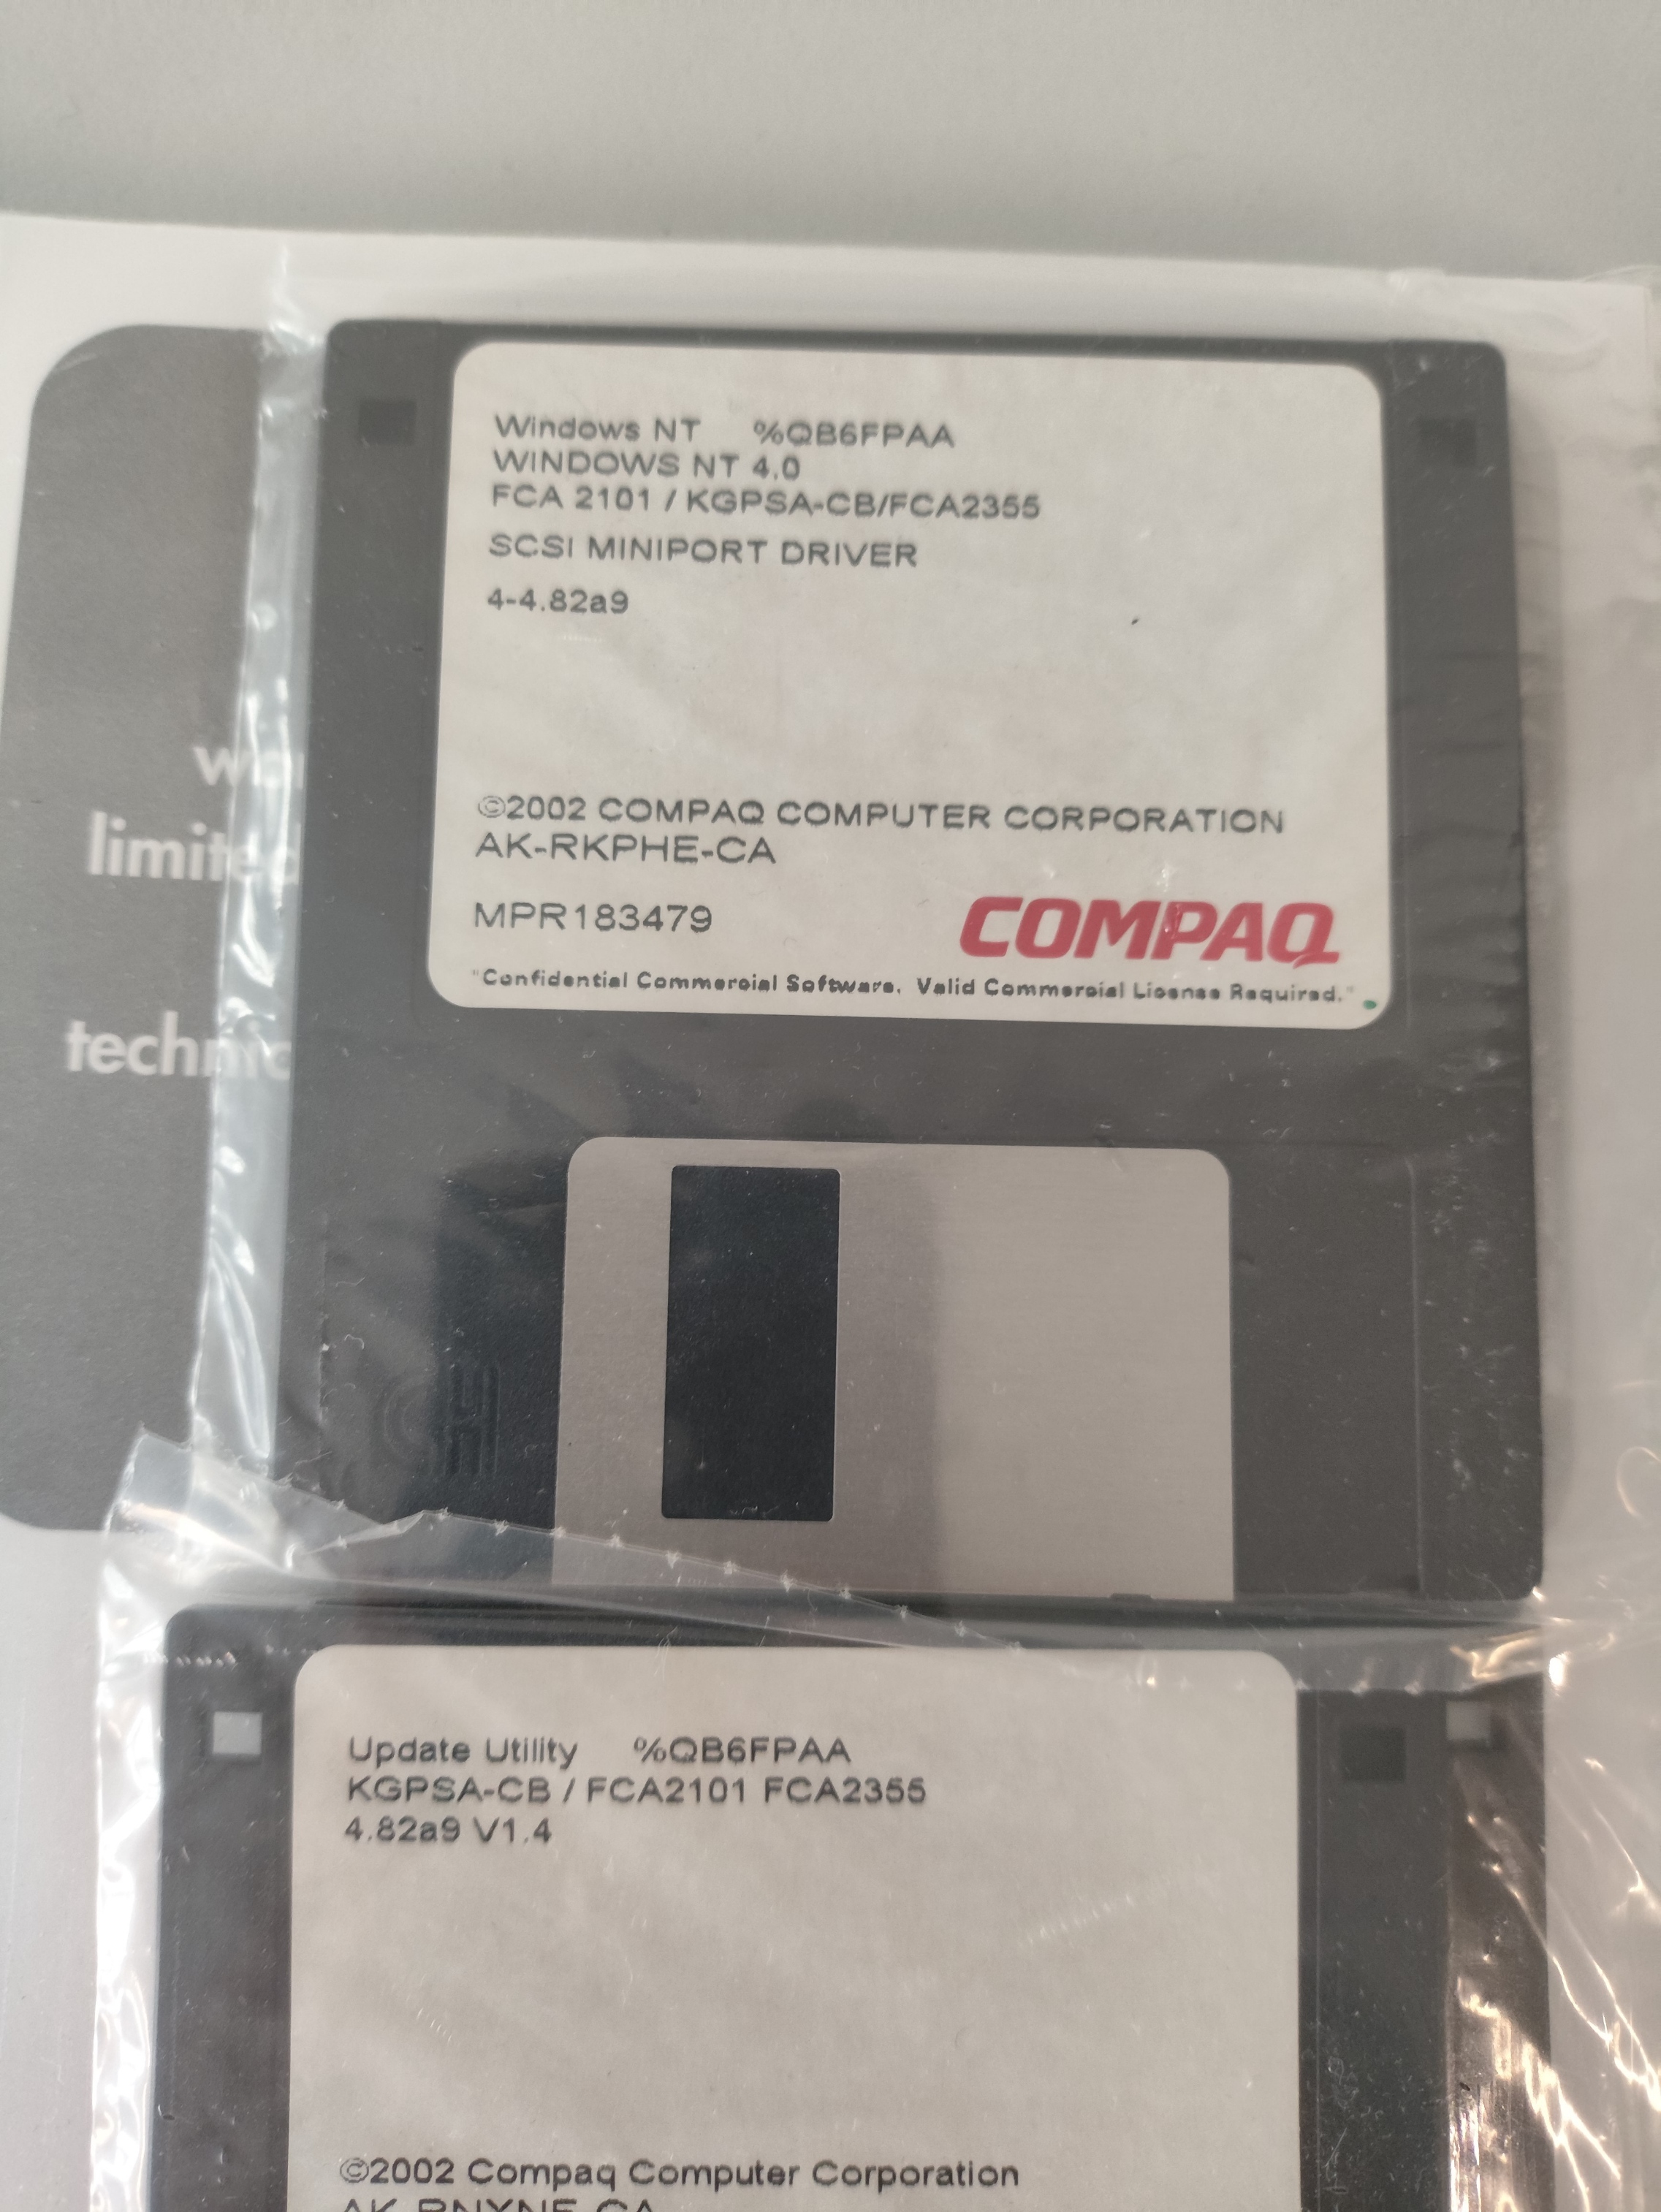 Windows NT %QB6FPAA
WINDOWS NT 4.0
FCA 2101 / KGPSA-CB/FCA2355
SCSI MINIPORT DRIVER
4-4.82a9
©2002 COMPAQ COMPUTER CORPORATION
AK-RKPHE-CA
MPR183479
COMPAQ
"Confidential Commercial Software. Valid Commercial License Required."
limited
Update Utility %QB6FPAA
KGPSA-CB / FCA2101 FCA2355
4.82a9 V1.4
©2002 Compaq Computer Corporation